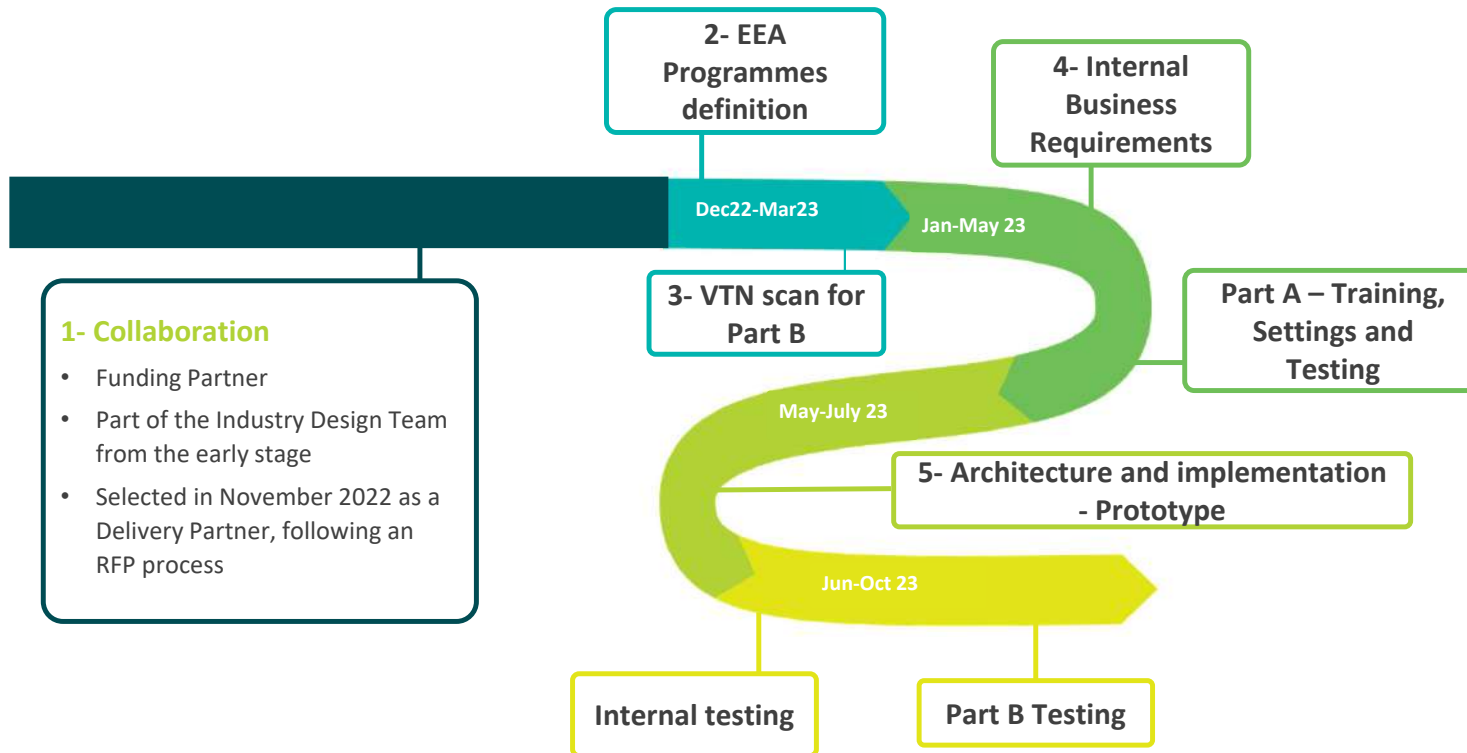 2- EEA
Programmes
definition
4- Internal
Business
Requirements
Dec22-Mar23
Jan-May 23
1- Collaboration
• Funding Partner
• Part of the Industry Design Team
from the early stage
• Selected in November 2022 as a
Delivery Partner, following an
RFP process
3- VTN scan for
Part B
Part A – Training,
Settings and
Testing
May-July 23
5- Architecture and implementation
- Prototype
Jun-Oct 23
Internal testing
Part B Testing